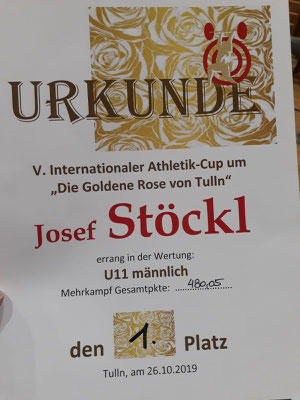 URKUNDE
V. Internationaler Athletik-Cup um
„Die Goldene Rose von Tulln“
Josef Stöckl
errang in der Wertung:
U11 männlich
Mehrkampf Gesamtpkte: 480,05
den 1. Platz
Tulln, am 26.10.2019